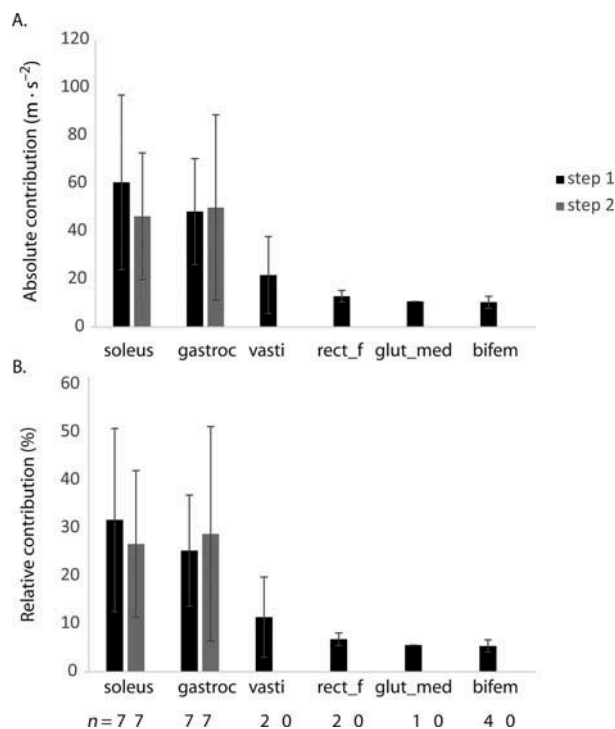 A.
Absolute contribution (m · s⁻²)
120
100
80
60
40
20
0
soleus gastroc vasti rect_f glut_med bifem
step 1
step 2
B.
Relative contribution (%)
60
50
40
30
20
10
0
soleus gastroc vasti rect_f glut_med bifem
n = 7 7 7 7 2 0 2 0 1 0 4 0